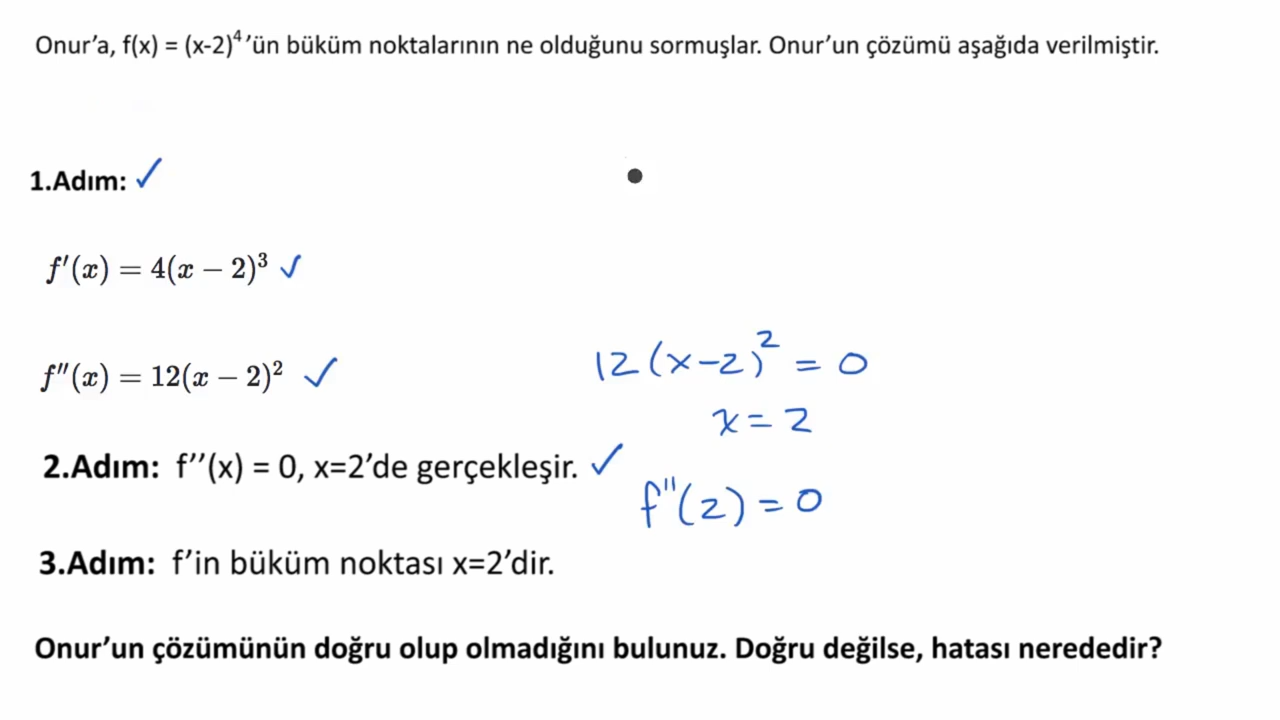 Onur’a, f(x) = (x-2)⁴ ’ün büküm noktalarının ne olduğunu sormuşlar. Onur’un çözümü aşağıda verilmiştir.
1.Adım: ✓
f′(x) = 4(x − 2)³ ✓
f″(x) = 12(x − 2)² ✓
12(x-2)² = 0
x = 2
2.Adım: f’’(x) = 0, x=2’de gerçekleşir. ✓
f"(2) = 0
3.Adım: f’in büküm noktası x=2’dir.
Onur’un çözümünün doğru olup olmadığını bulunuz. Doğru değilse, hatası nerededir?